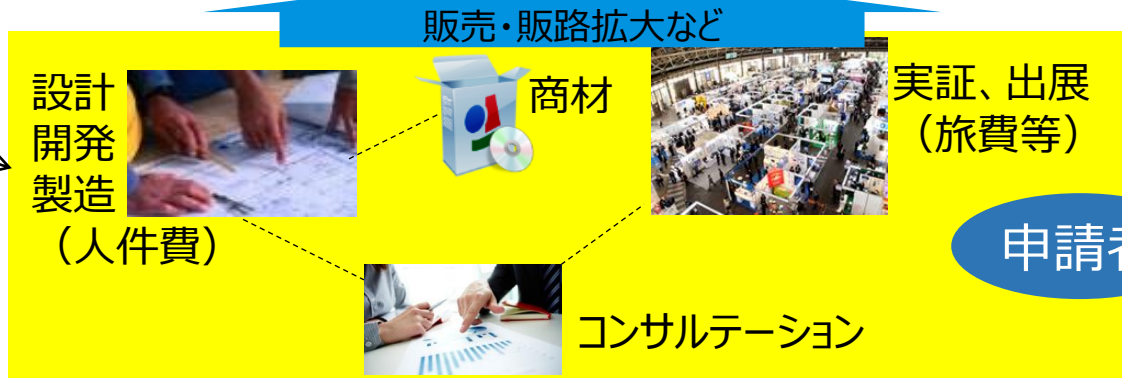 販売・販路拡大など
設計
開発
製造
（人件費）
商材
実証、出展
（旅費等）
申請
コンサルテーション